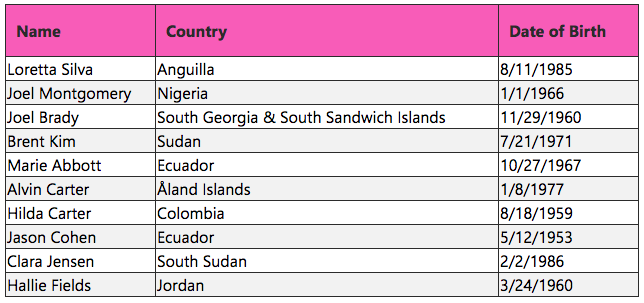 Name Country Date of Birth
Loretta Silva Anguilla 8/11/1985
Joel Montgomery Nigeria 1/1/1966
Joel Brady South Georgia & South Sandwich Islands 11/29/1960
Brent Kim Sudan 7/21/1971
Marie Abbott Ecuador 10/27/1967
Alvin Carter Åland Islands 1/8/1977
Hilda Carter Colombia 8/18/1959
Jason Cohen Ecuador 5/12/1953
Clara Jensen South Sudan 2/2/1986
Hallie Fields Jordan 3/24/1960